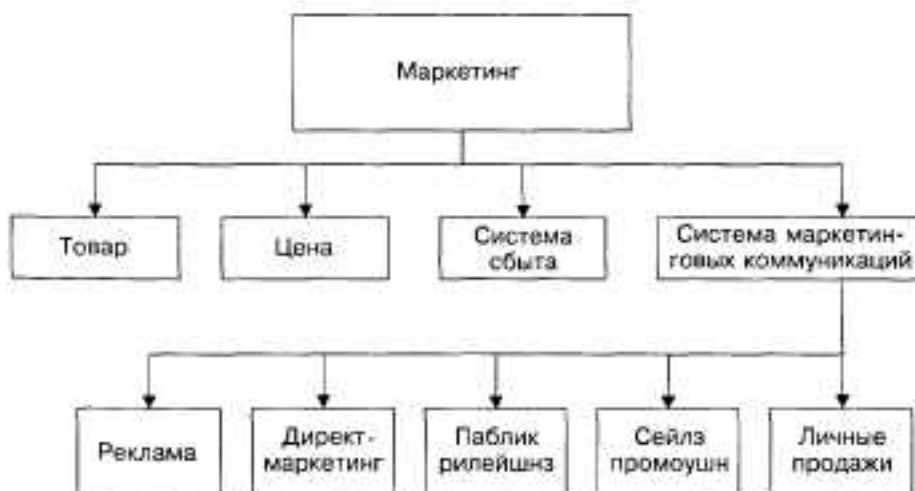 Маркетинг
Товар
Цена
Система
сбыта
Система маркетин-
говых коммуникаций
Реклама
Директ-
маркетинг
Паблик
рилейшнз
Сейлз
промоушн
Личные
продажи